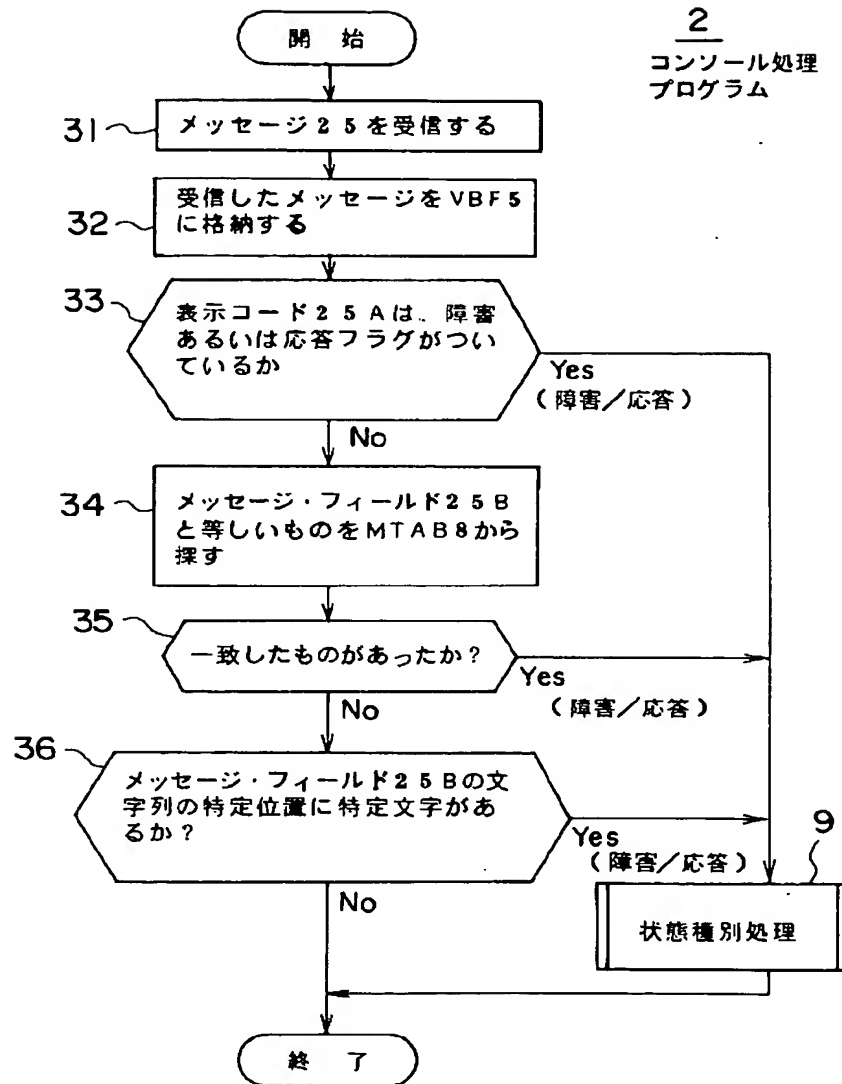 2
コンソール処理
プログラム
開 始
31
メッセージ25を受信する
32
受信したメッセージをVBF5
に格納する
33
表示コード25Aは、障害
あるいは応答フラグがつい
ているか
Yes
(障害/応答)
No
34
メッセージ・フィールド25B
と等しいものをMTAB8から
探す
35
一致したものがあったか?
Yes
(障害/応答)
No
36
メッセージ・フィールド25Bの文
字列の特定位置に特定文字があ
るか?
Yes
(障害/応答)
No
9
状態種別処理
終 了